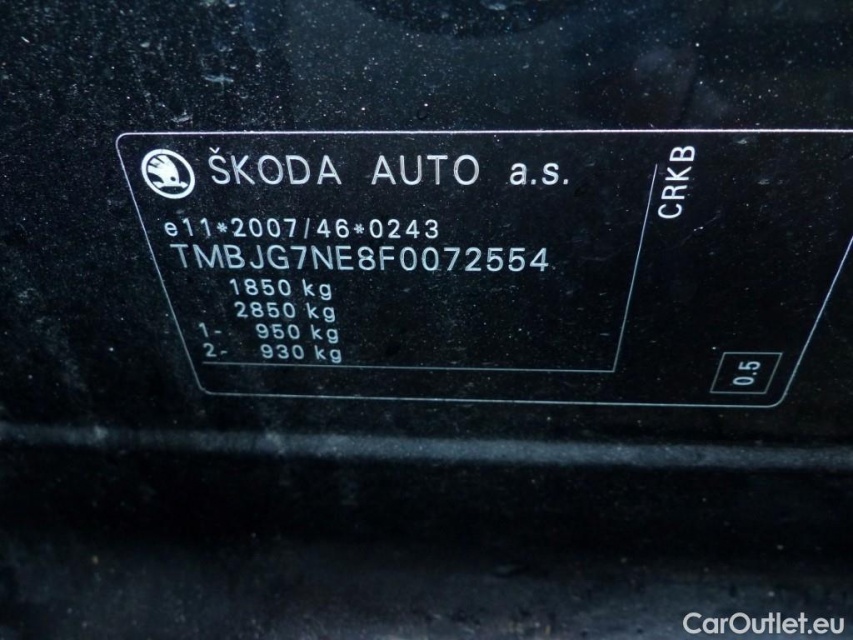 ŠKODA AUTO a.s.
e11*2007/46*0243
TMBJG7NE8F0072554
1850 kg
2850 kg
1- 950 kg
2- 930 kg
CRKB
0.5
CarOutlet.eu